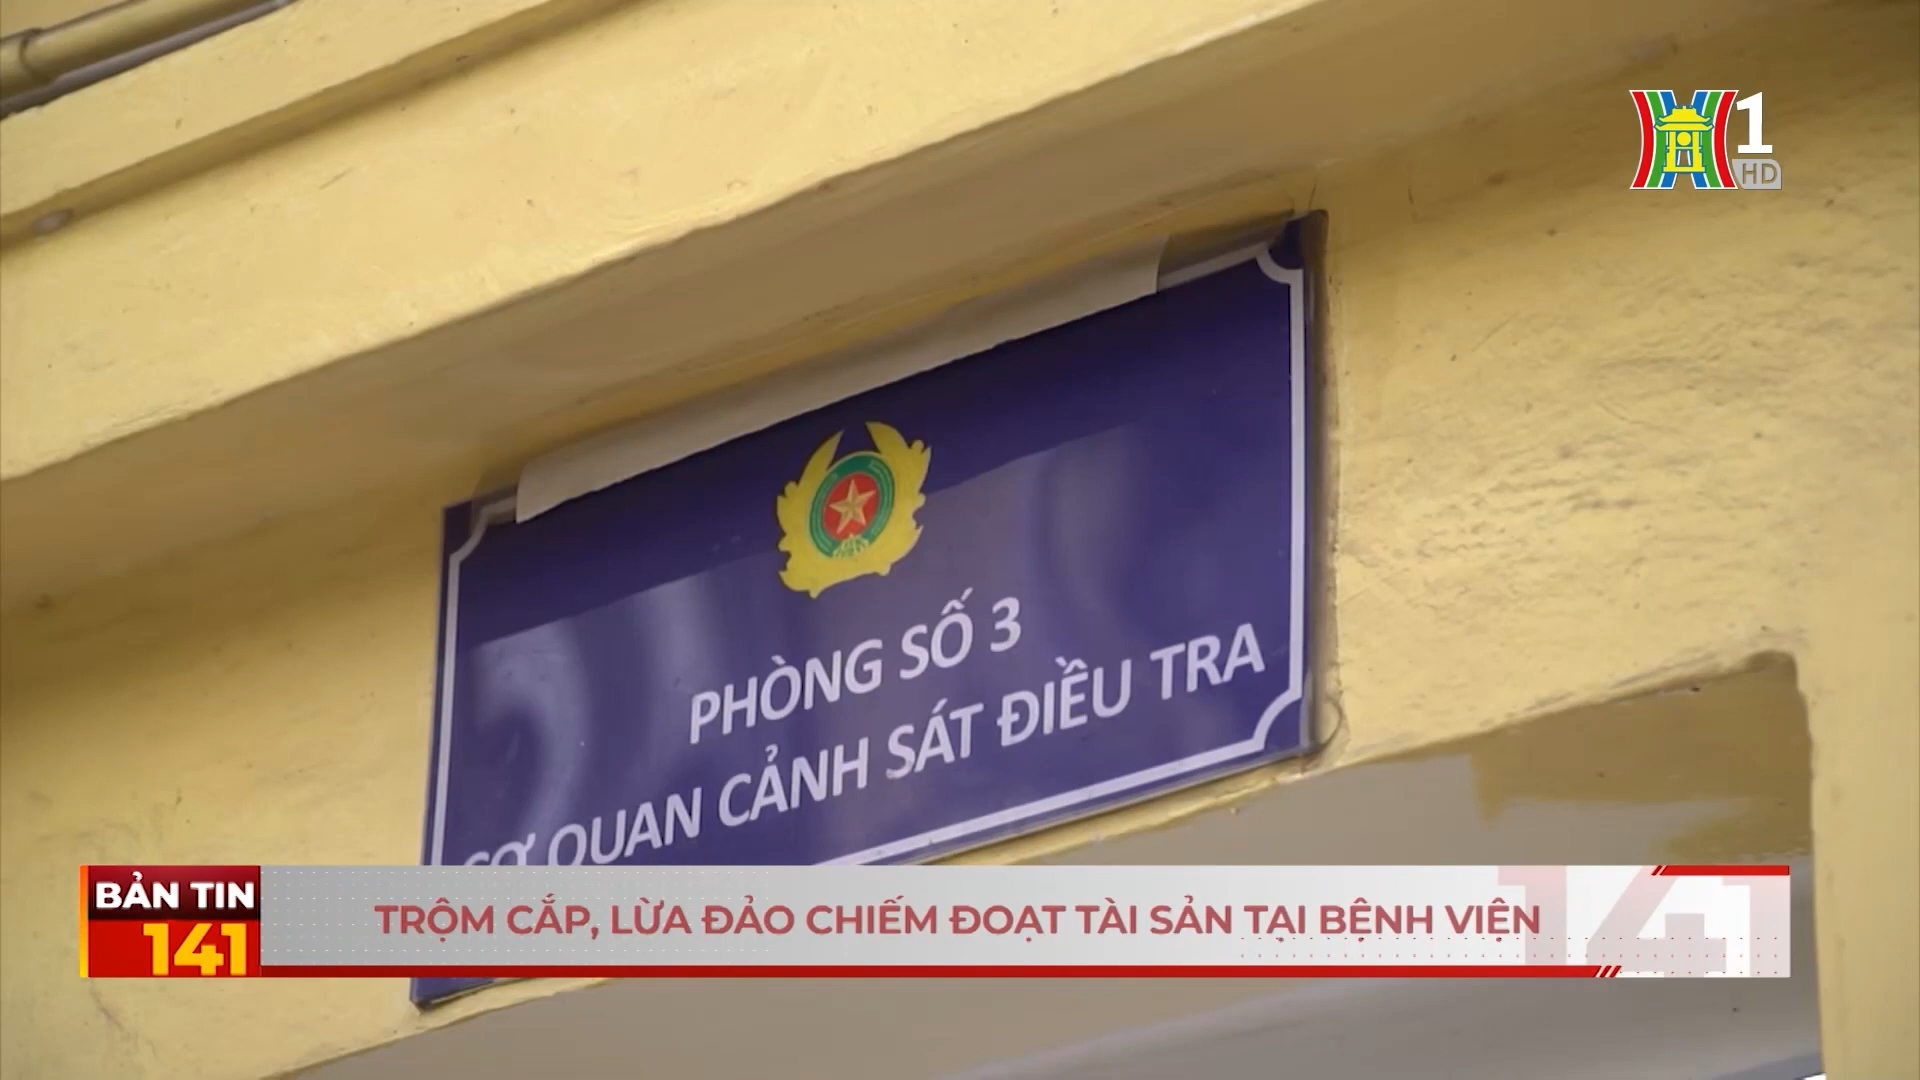 1
HD
PHÒNG SỐ 3
CƠ QUAN CẢNH SÁT ĐIỀU TRA
BẢN TIN
141
TRỘM CẮP, LỪA ĐẢO CHIẾM ĐOẠT TÀI SẢN TẠI BỆNH VIỆN
141